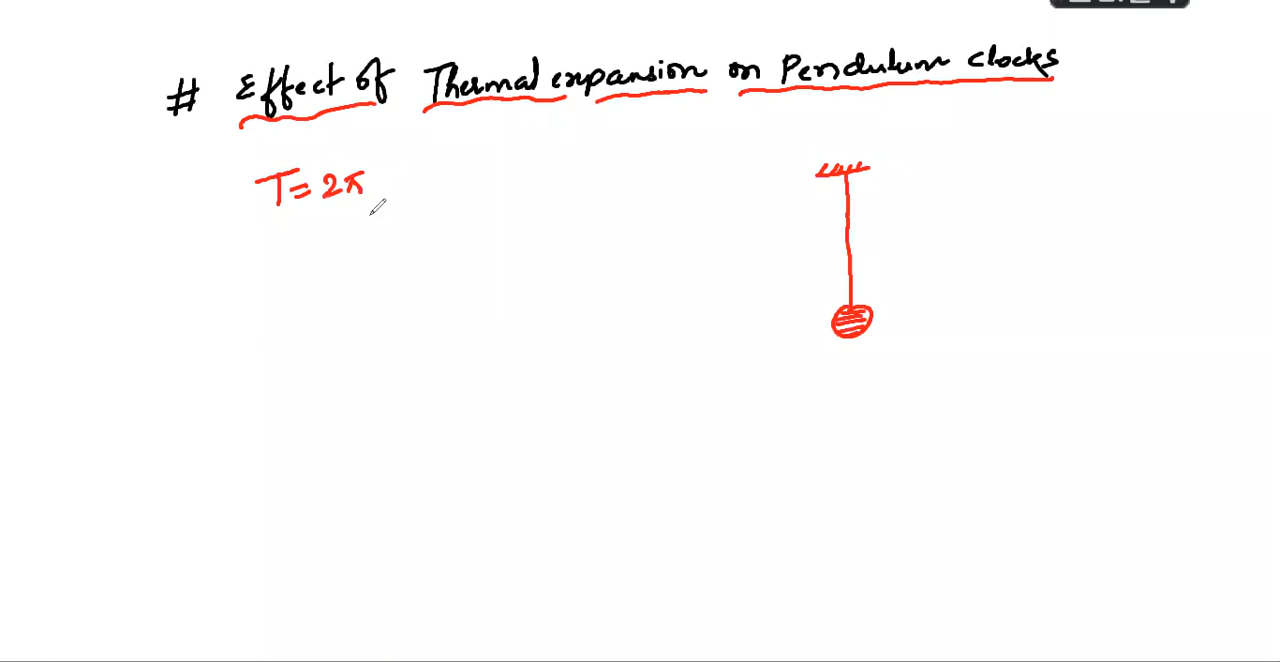 # Effect of Thermal expansion on Pendulum clocks
T = 2π